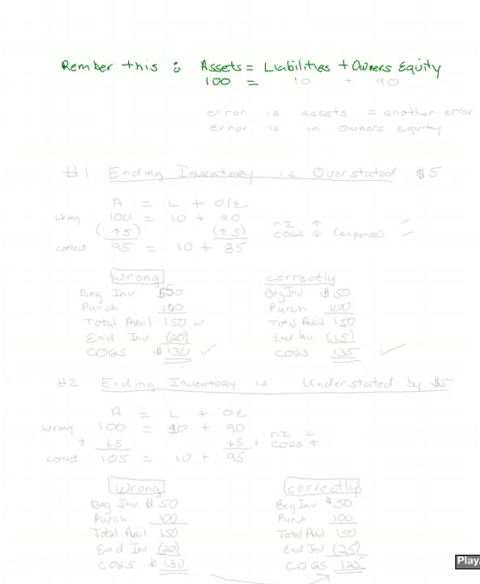 Rember this : Assets = Liabilities + Owners Equity
100 = 10 + 90
error is assets = another error
error is in owners equity
#1 Ending Inventory is Overstated $5
A = L + O/E
wrong 100 = 10 + 90
(↑5) (↑5) NI ↑
correct 95 = 10 + 85 COGS ↓ (expense)
Wrong correctly
Beg Inv $50 Beg Inv $50
Purch 100 Purch 100
Total Avail 150 Total Avail 150
End Inv (20) End Inv (15)
COGS $130 COGS 135
#2 Ending Inventory is Understated by $5
A = L + OE
wrong 100 = 10 + 90 NI ↓
+ ↓5 ↓5 + COGS ↑
correct 105 = 10 + 95
Wrong correctly
Beg Inv $50 Beg Inv $50
Purch 100 Purch 100
Total Avail 150 Total Avail 150
End Inv (20) End Inv (25)
COGS $130 COGS 125
Play